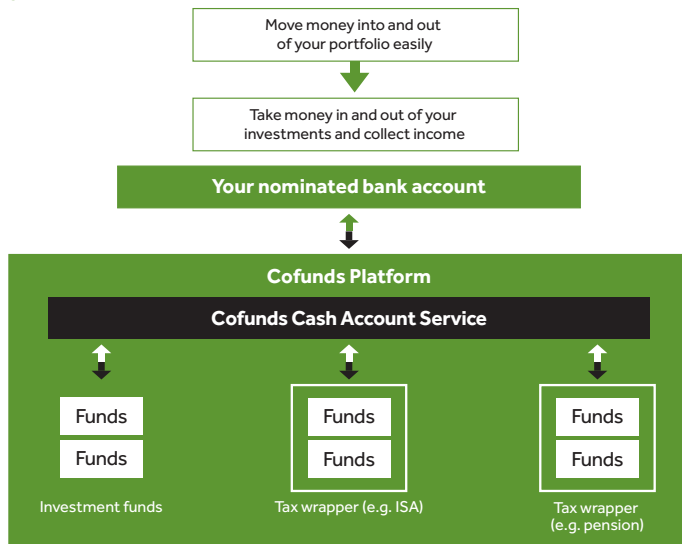 Move money into and out
of your portfolio easily
Take money in and out of your
investments and collect income
Your nominated bank account
Cofunds Platform
Cofunds Cash Account Service
Funds
Funds
Investment funds
Funds
Funds
Tax wrapper (e.g. ISA)
Funds
Funds
Tax wrapper
(e.g. pension)